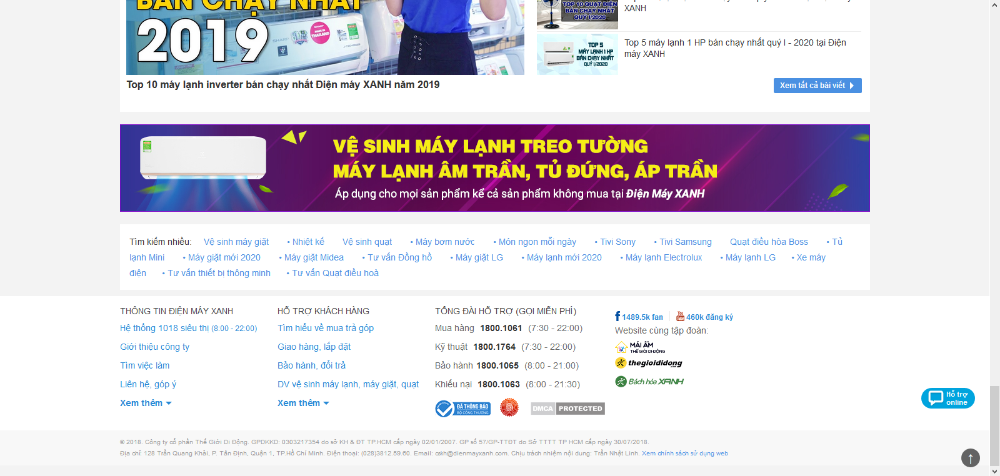 BÁN CHẠY NHẤT
2019
SHARP
MADE IN
THAILAND
Top 10 máy lạnh inverter bán chạy nhất Điện máy XANH năm 2019
TOP 10 QUẠT ĐIỆN
BÁN CHẠY NHẤT
QUÝ I/2020
XANH
TOP 5
MÁY LẠNH 1 HP
BÁN CHẠY NHẤT
QUÝ I/2020
Top 5 máy lạnh 1 HP bán chạy nhất quý I - 2020 tại Điện
máy XANH
Xem tất cả bài viết
VỆ SINH MÁY LẠNH TREO TƯỜNG
MÁY LẠNH ÂM TRẦN, TỦ ĐỨNG, ÁP TRẦN
Áp dụng cho mọi sản phẩm kể cả sản phẩm không mua tại Điện Máy XANH
Tìm kiếm nhiều: Vệ sinh máy giặt • Nhiệt kế Vệ sinh quạt • Máy bơm nước • Món ngon mỗi ngày • Tivi Sony • Tivi Samsung Quạt điều hòa Boss • Tủ
lạnh Mini • Máy giặt mới 2020 • Máy giặt Midea • Tư vấn Đồng hồ • Máy giặt LG • Máy lạnh mới 2020 • Máy lạnh Electrolux • Máy lạnh LG • Xe máy
điện • Tư vấn thiết bị thông minh • Tư vấn Quạt điều hoà
THÔNG TIN ĐIỆN MÁY XANH
Hệ thống 1018 siêu thị (8:00 - 22:00)
Giới thiệu công ty
Tìm việc làm
Liên hệ, góp ý
Xem thêm
HỖ TRỢ KHÁCH HÀNG
Tìm hiểu về mua trả góp
Giao hàng, lắp đặt
Bảo hành, đổi trả
DV vệ sinh máy lạnh, máy giặt, quạt
Xem thêm
TỔNG ĐÀI HỖ TRỢ (GỌI MIỄN PHÍ)
Mua hàng 1800.1061 (7:30 - 22:00)
Kỹ thuật 1800.1764 (7:30 - 22:00)
Bảo hành 1800.1065 (8:00 - 21:00)
Khiếu nại 1800.1063 (8:00 - 21:30)
ĐÃ THÔNG BÁO
BỘ CÔNG THƯƠNG
DMCA PROTECTED
1489.5k fan
You
Tube
460k đăng ký
Website cùng tập đoàn:
MÁI ẤM
THẾ GIỚI DI ĐỘNG
thegioididong
.com
Bách hóa XANH
Hỗ trợ
online
© 2018. Công ty cổ phần Thế Giới Di Động. GPDKKD: 0303217354 do sở KH & ĐT TP.HCM cấp ngày 02/01/2007. GP số 57/GP-TTĐT do Sở TTTT TP HCM cấp ngày 30/07/2018.
Địa chỉ: 128 Trần Quang Khải, P. Tân Định, Quận 1, TP.Hồ Chí Minh. Điện thoại: (028)3812.59.60. Email: cskh@dienmayxanh.com. Chịu trách nhiệm nội dung: Trần Nhật Linh. Xem chính sách sử dụng web